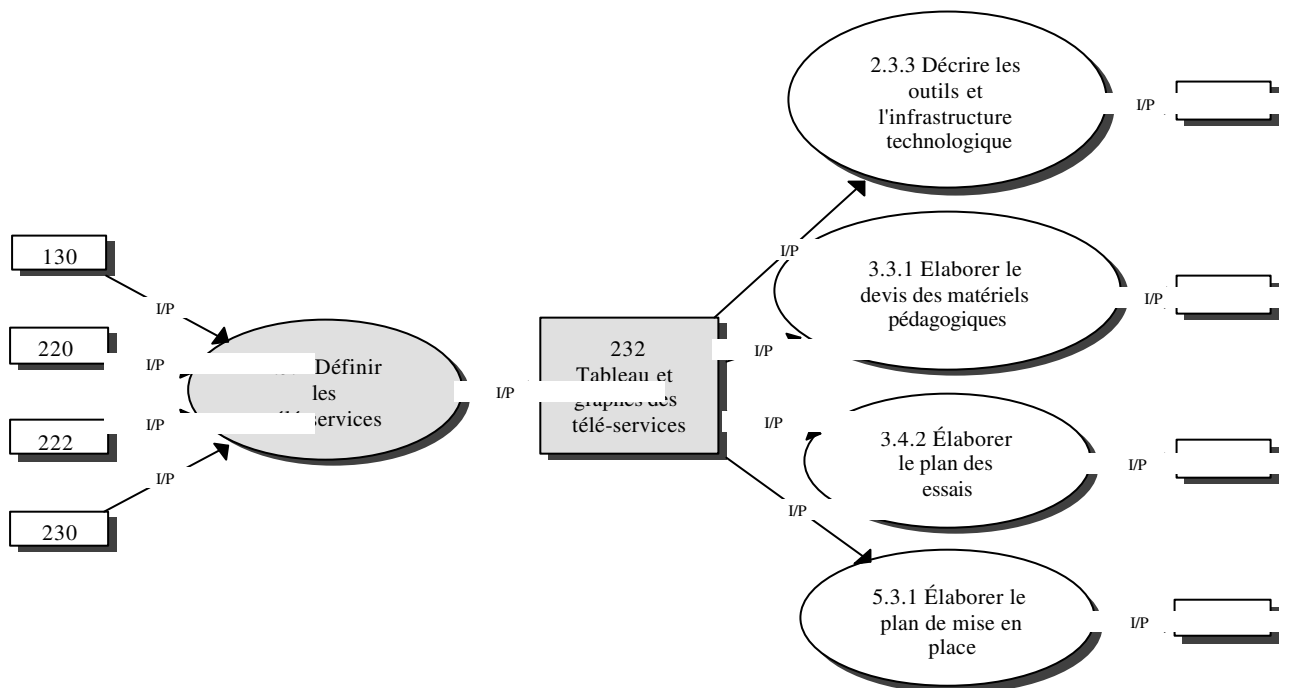 130
220
222
230
I/P
I/P
I/P
I/P
Définir
les
services
I/P
232
Tableau et
graphes des
télé-services
I/P
I/P
I/P
I/P
2.3.3 Décrire les
outils et
l'infrastructure
technologique
I/P
3.3.1 Elaborer le
devis des matériels
pédagogiques
I/P
3.4.2 Élaborer
le plan des
essais
I/P
5.3.1 Élaborer le
plan de mise en
place
I/P